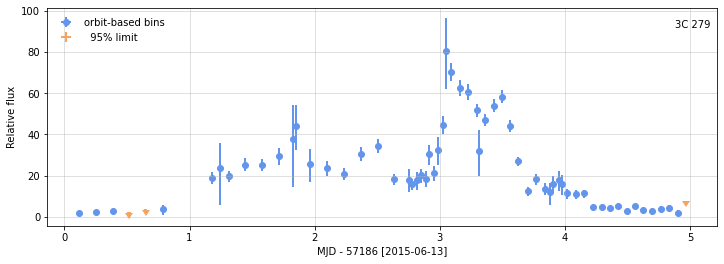 100
80
60
40
20
0
Relative flux
orbit-based bins
95% limit
3C 279
0 1 2 3 4 5
MJD - 57186 [2015-06-13]